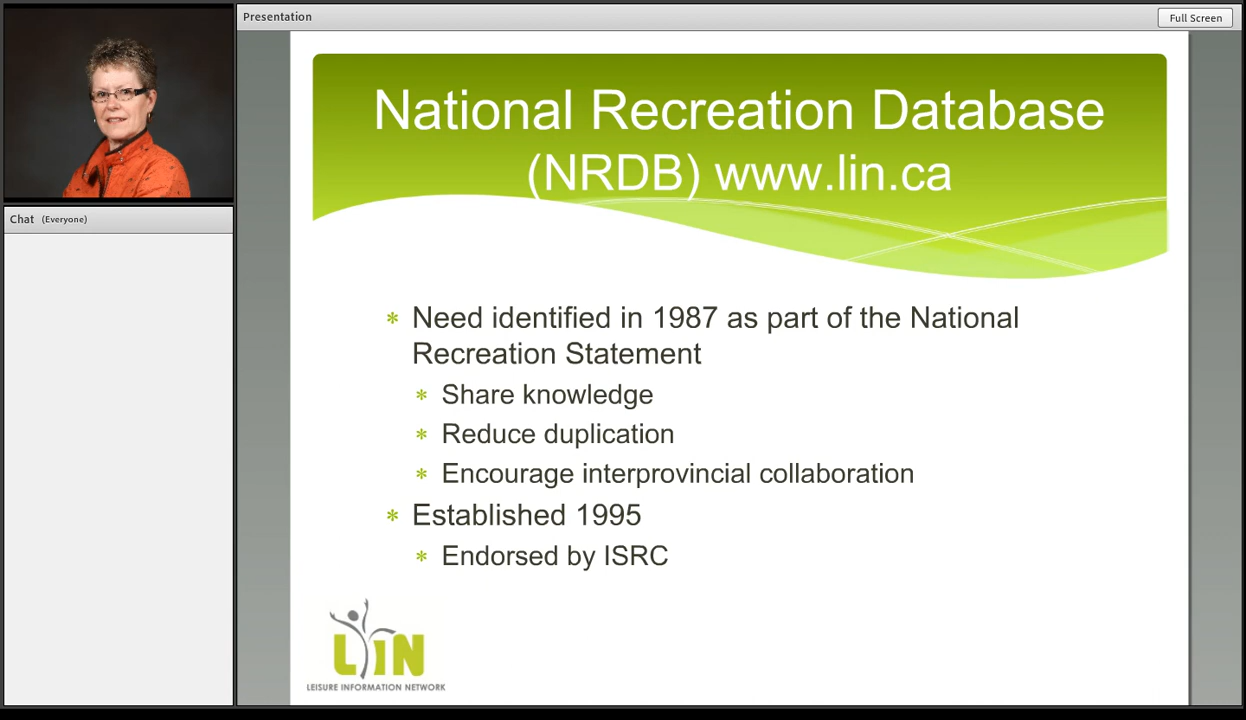 Presentation
Full Screen
National Recreation Database
(NRDB) www.lin.ca
Chat (Everyone)
* Need identified in 1987 as part of the National
Recreation Statement
* Share knowledge
* Reduce duplication
* Encourage interprovincial collaboration
* Established 1995
* Endorsed by ISRC
LIN
LEISURE INFORMATION NETWORK